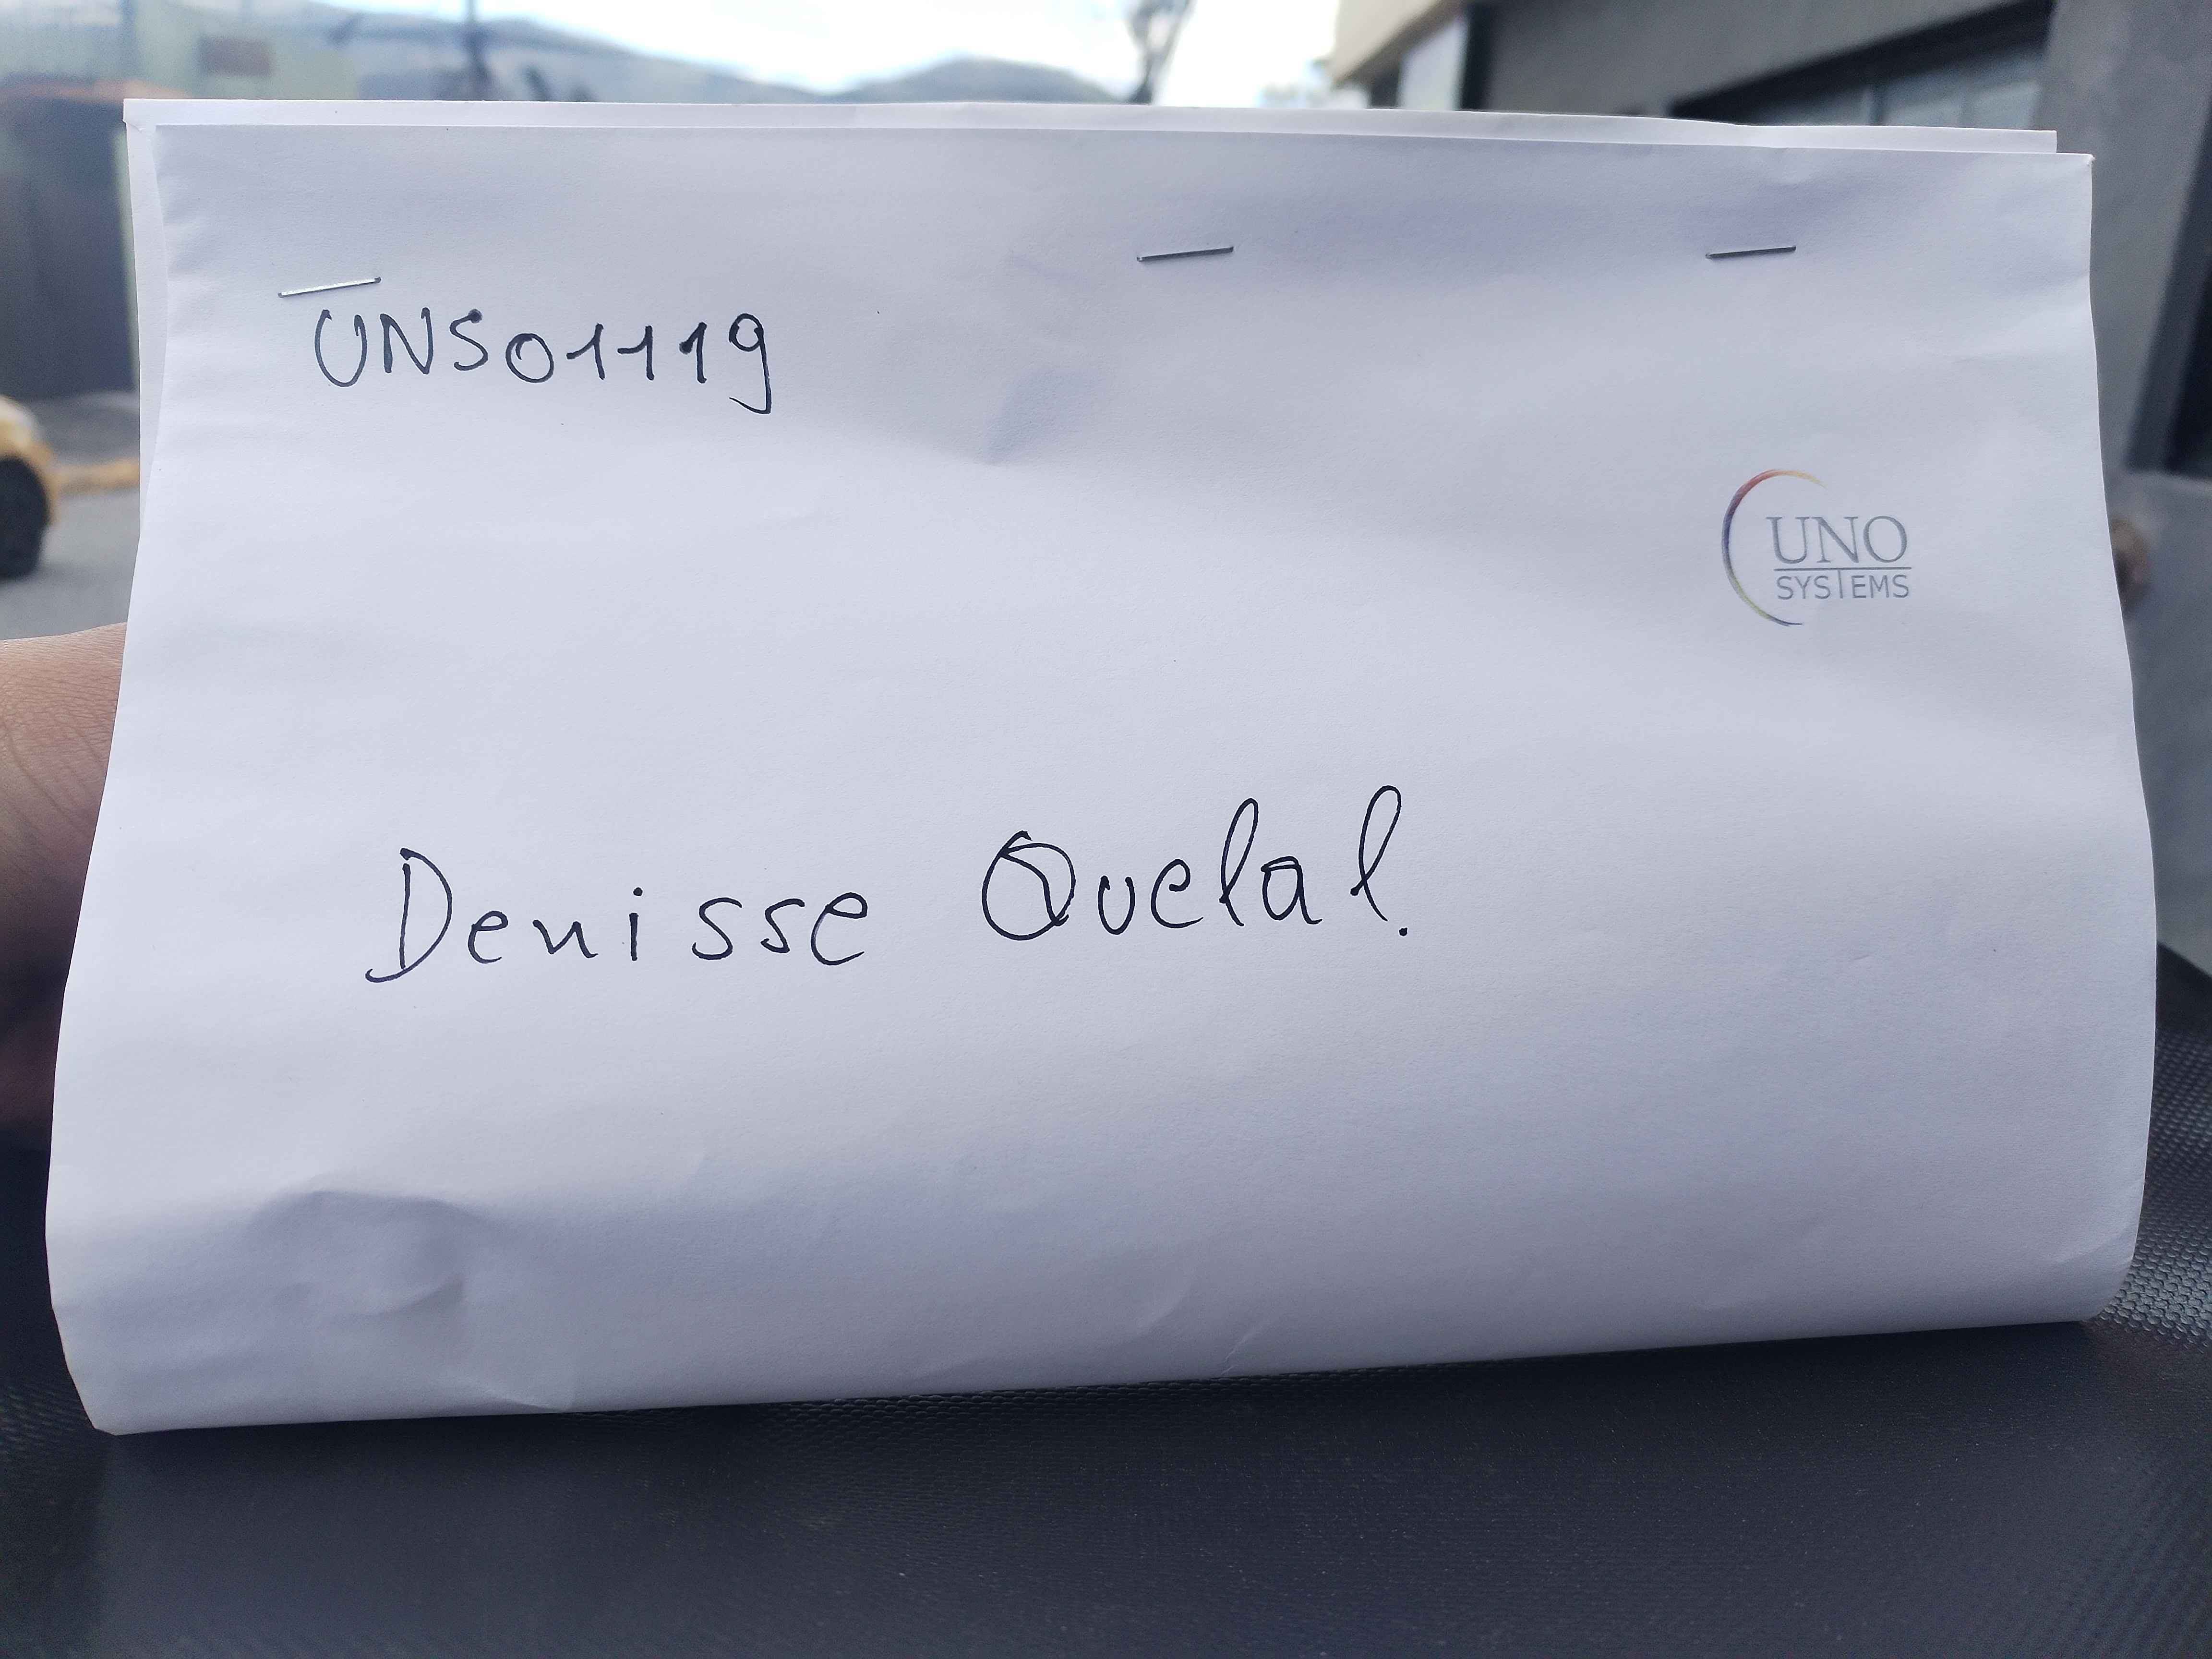 UNS01119
UNO
SYSTEMS
Denisse Quelal.